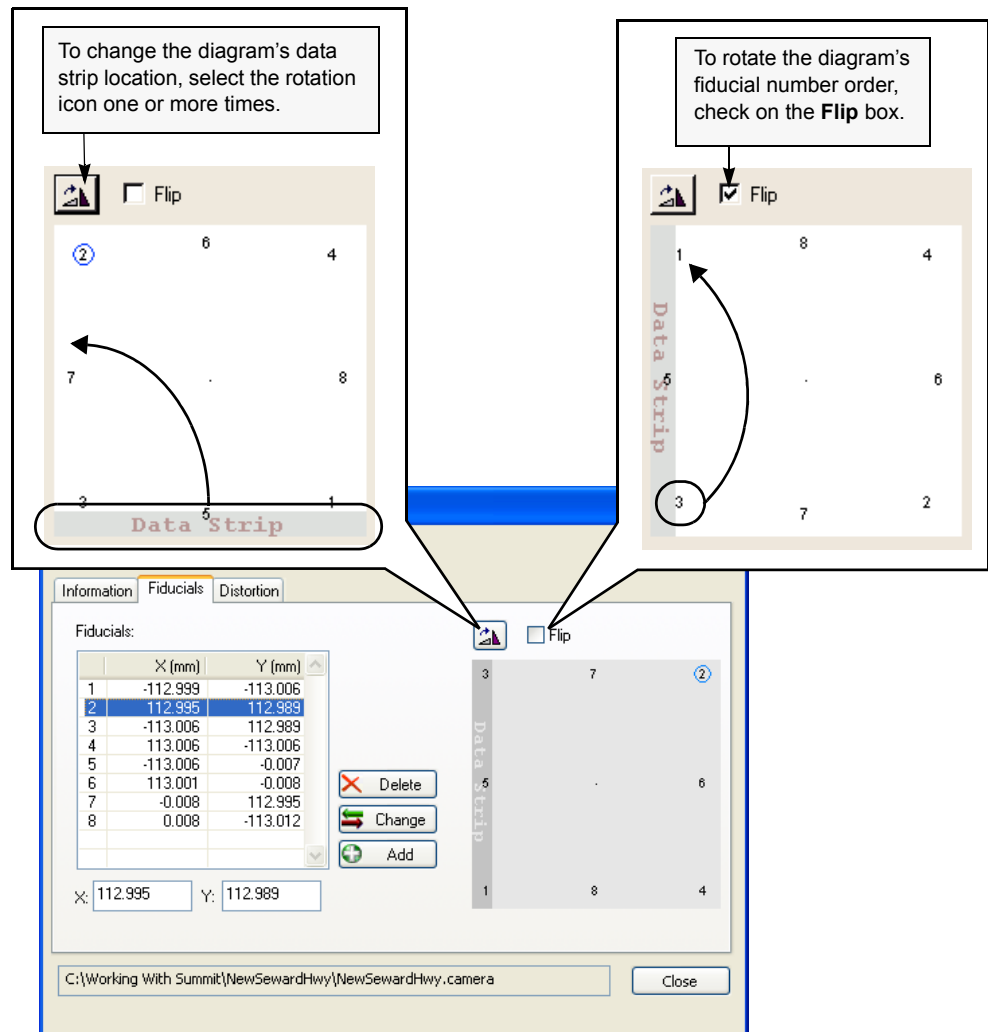 To change the diagram's data
strip location, select the rotation
icon one or more times.
To rotate the diagram's
fiducial number order,
check on the Flip box.
Flip
2 6 4
7 8
3 5 1
Data Strip
Flip
1 8 4
Data Strip
5 6
3 7 2
Information Fiducials Distortion
Fiducials:
X (mm) Y (mm)
1 -112.999 -113.006
2 112.995 112.989
3 -113.006 112.989
4 113.006 -113.006
5 -113.006 -0.007
6 113.001 -0.008
7 -0.008 112.995
8 0.008 -113.012
Delete
Change
Add
X: 112.995 Y: 112.989
Flip
3 7 2
Data Strip
5 6
1 8 4
C:\Working With Summit\NewSewardHwy\NewSewardHwy.camera
Close